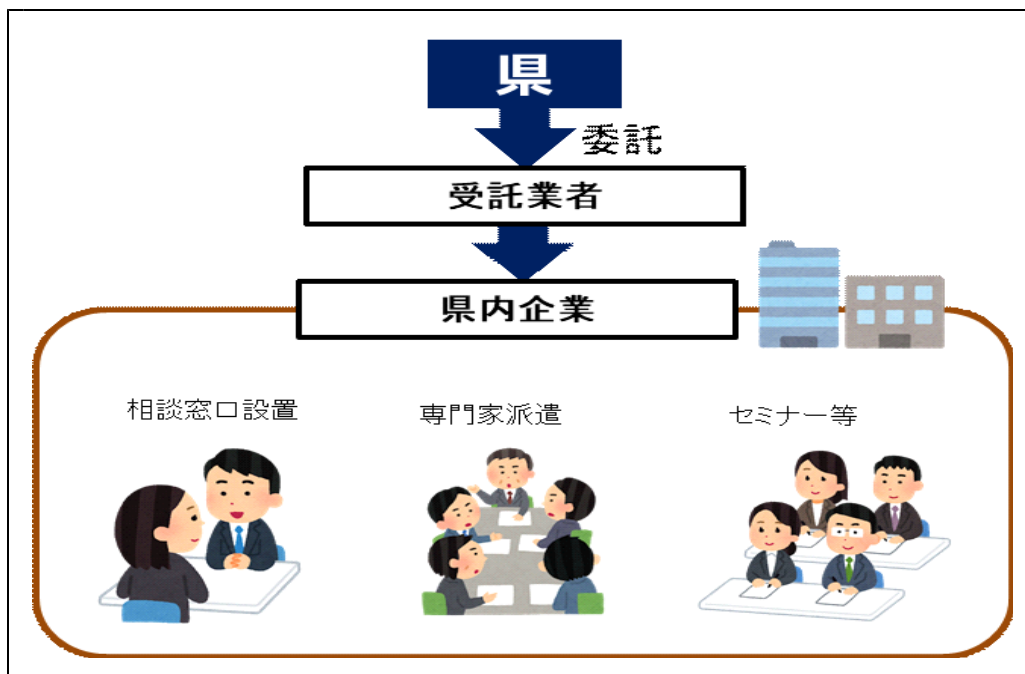 県
委託
受託業者
県内企業
相談窓口設置
専門家派遣
セミナー等